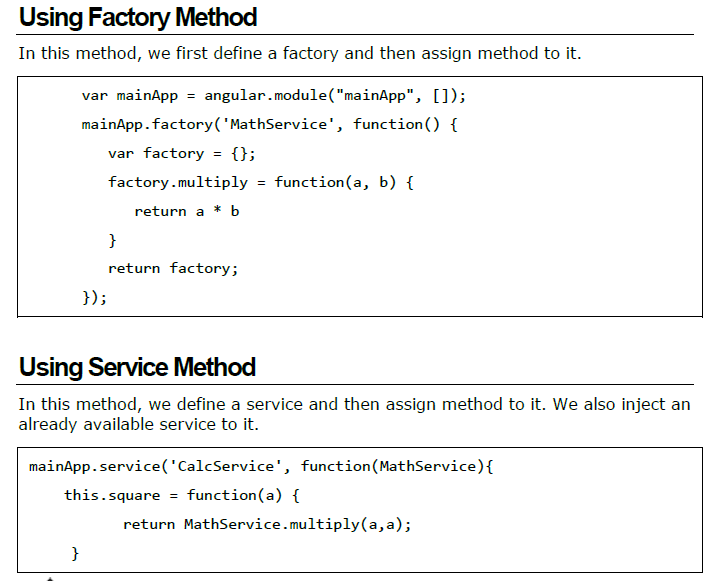 Using Factory Method
In this method, we first define a factory and then assign method to it.
var mainApp = angular.module("mainApp", []);
mainApp.factory('MathService', function() {
var factory = {};
factory.multiply = function(a, b) {
return a * b
}
return factory;
});
Using Service Method
In this method, we define a service and then assign method to it. We also inject an
already available service to it.
mainApp.service('CalcService', function(MathService){
this.square = function(a) {
return MathService.multiply(a,a);
}